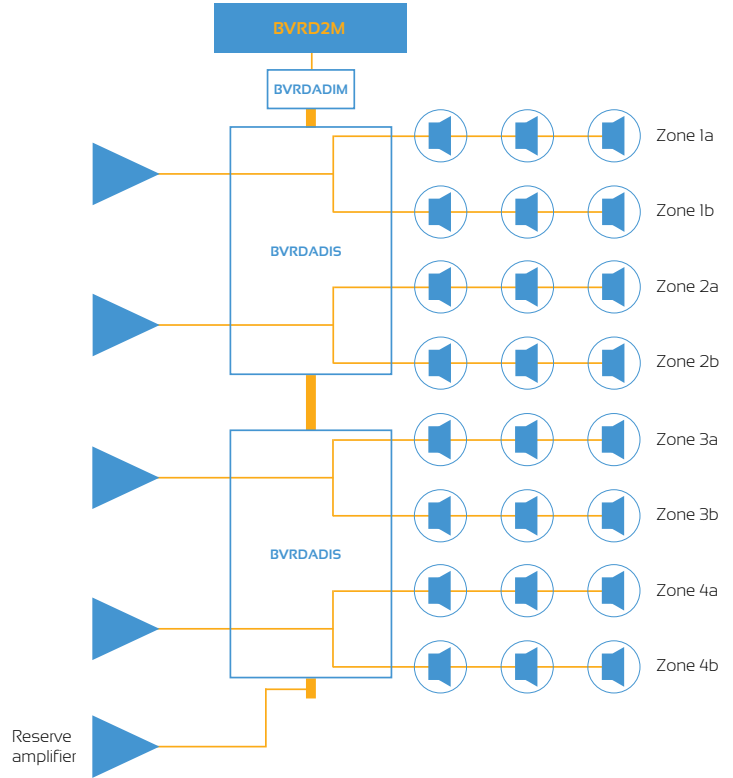 BVRD2M
BVRDADIM
Zone 1a
Zone 1b
BVRDADIS
Zone 2a
Zone 2b
Zone 3a
Zone 3b
BVRDADIS
Zone 4a
Zone 4b
Reserve
amplifier